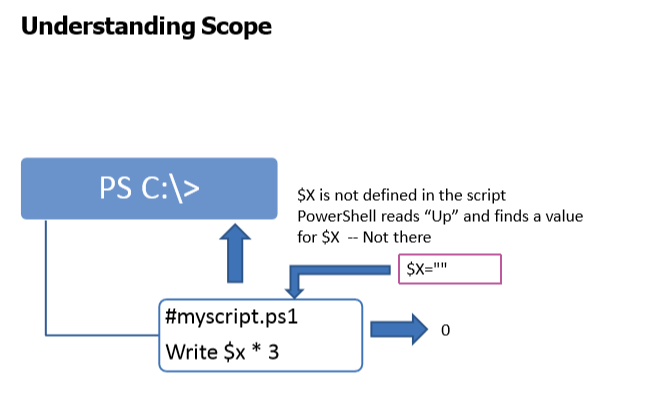 Understanding Scope
PS C:\>
$X is not defined in the script
PowerShell reads “Up” and finds a value
for $X -- Not there
$X=""
#myscript.ps1
Write $x * 3
0